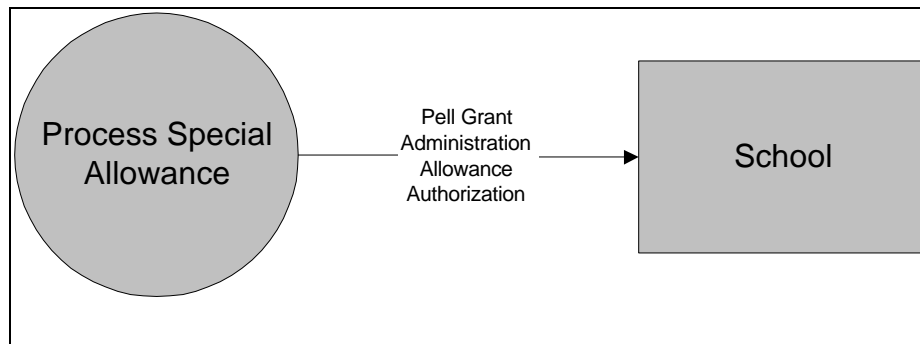 Process Special
Allowance
Pell Grant
Administration
Allowance
Authorization
School